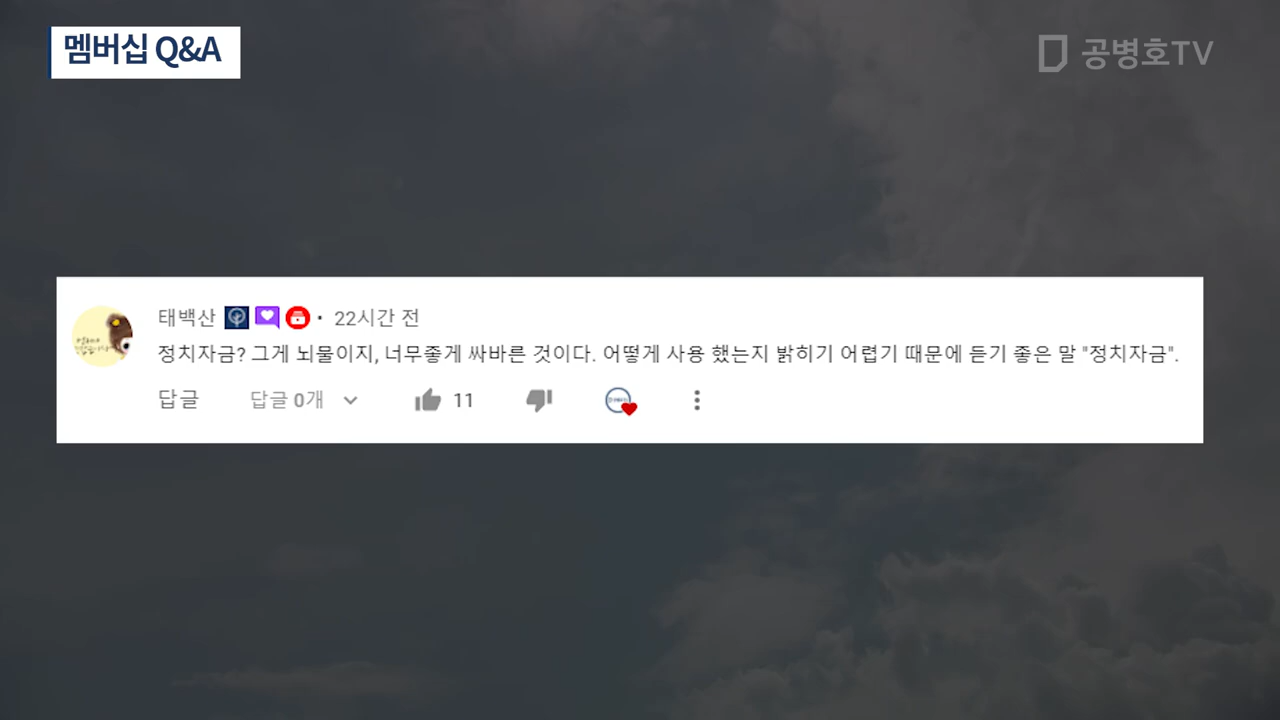 멤버십 Q&A
공병호TV
태백산 • 22시간 전
정치자금? 그게 뇌물이지, 너무좋게 싸바른 것이다. 어떻게 사용 했는지 밝히기 어렵기 때문에 듣기 좋은 말 "정치자금".
답글 답글 0개 11